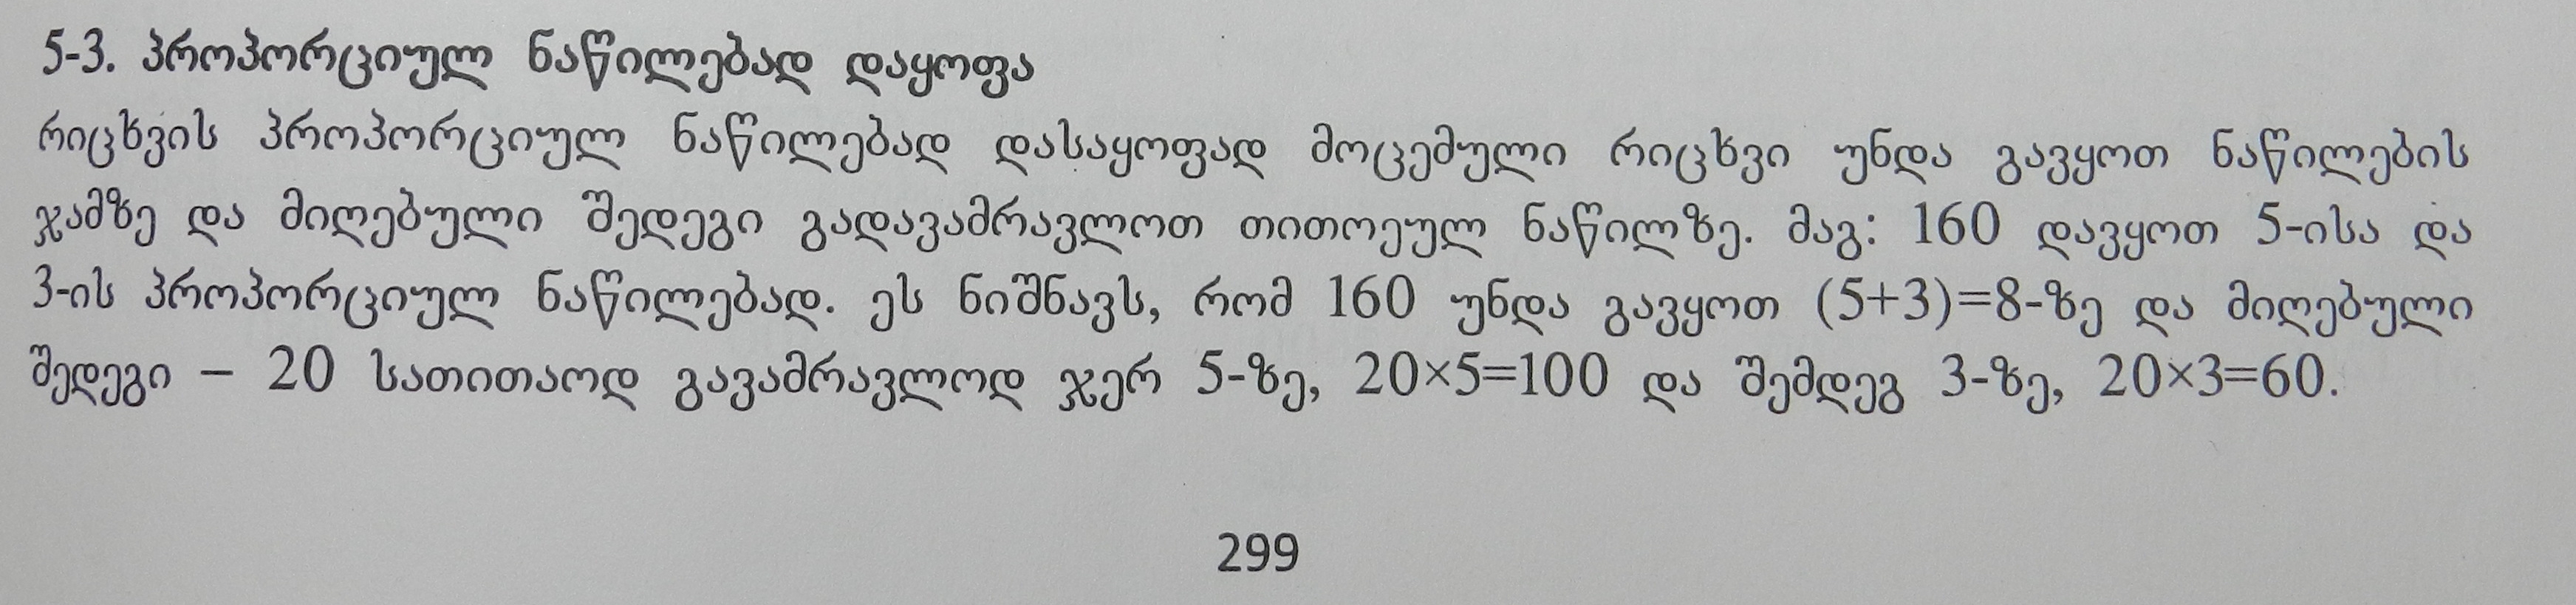 5-3. პროპორციულ ნაწილებად დაყოფა
რიცხვის პროპორციულ ნაწილებად დასაყოფად მოცემული რიცხვი უნდა გავყოთ ნაწილების
ჯამზე და მიღებული შედეგი გადავამრავლოთ თითოეულ ნაწილზე. მაგ: 160 დავყოთ 5-ისა და
3-ის პროპორციულ ნაწილებად. ეს ნიშნავს, რომ 160 უნდა გავყოთ (5+3)=8-ზე და მიღებული
შედეგი – 20 სათითაოდ გავამრავლოდ ჯერ 5-ზე, 20×5=100 და შემდეგ 3-ზე, 20×3=60.
299